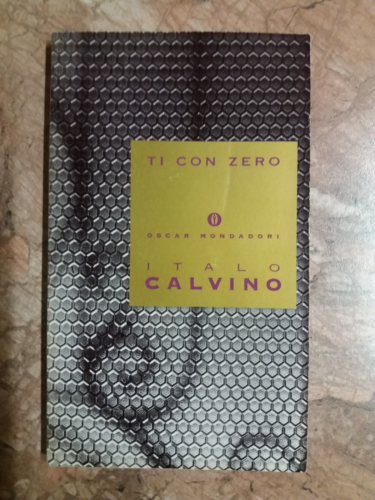 TI CON ZERO
OSCAR MONDADORI
ITALO
CALVINO